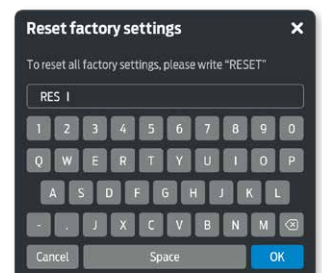 Reset factory settings ×
To reset all factory settings, please write “RESET”
RES I
1 2 3 4 5 6 7 8 9 0
Q W E R T Y U I O P
A S D F G H J K L
- . J X C V B N M
Cancel Space OK